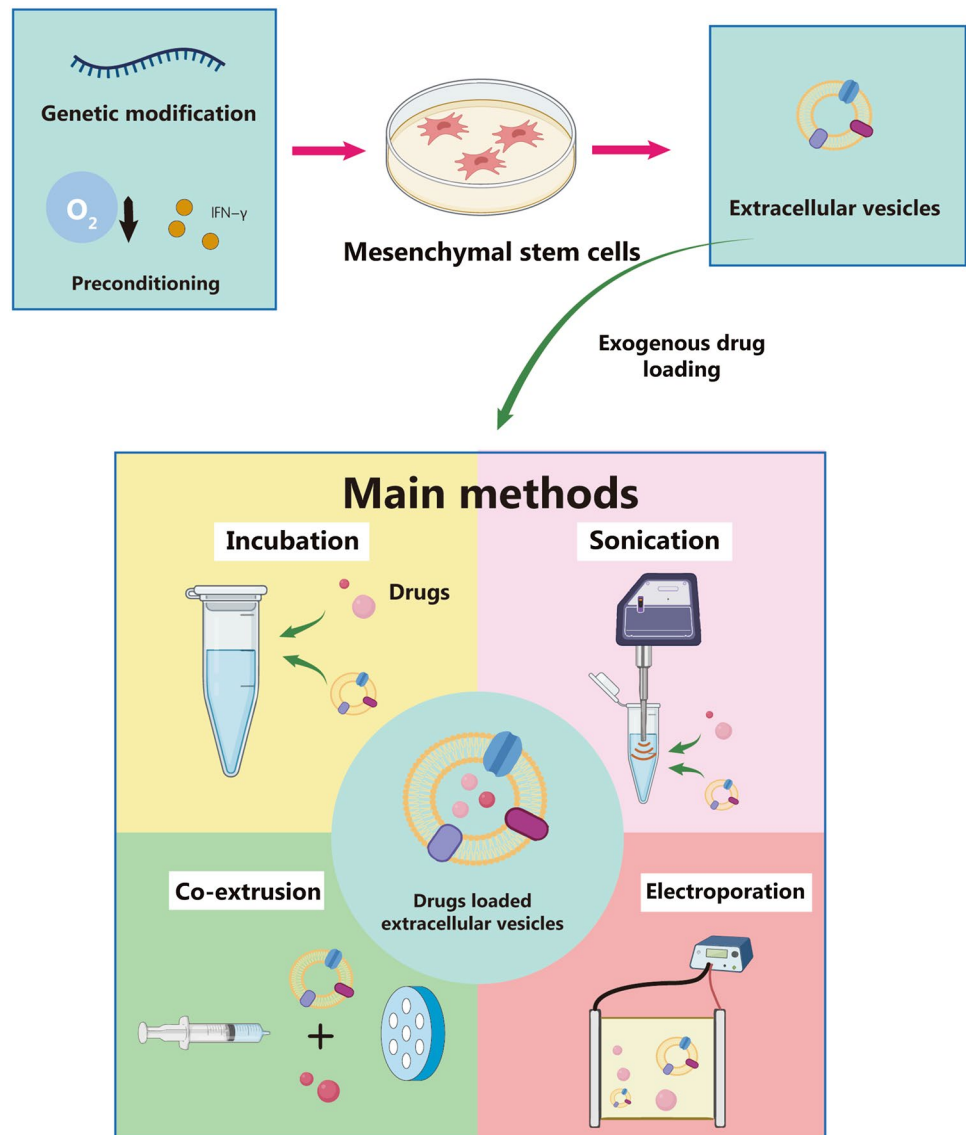 Genetic modification
O2
IFN-γ
Preconditioning
Mesenchymal stem cells
Extracellular vesicles
Exogenous drug
loading
Main methods
Incubation
Drugs
Sonication
Co-extrusion
Electroporation
Drugs loaded
extracellular vesicles
+